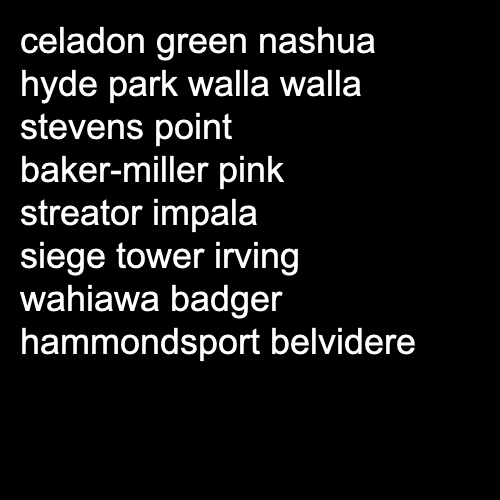 celadon green nashua
hyde park walla walla
stevens point
baker-miller pink
streator impala
siege tower irving
wahiawa badger
hammondsport belvidere